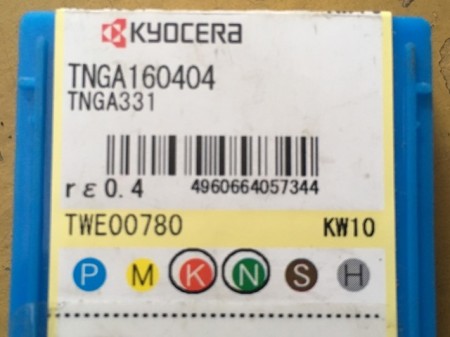 KYOCERA
TNGA160404
TNGA331
rε0.4 4960664057344
TWE00780 KW10
P M K N S H